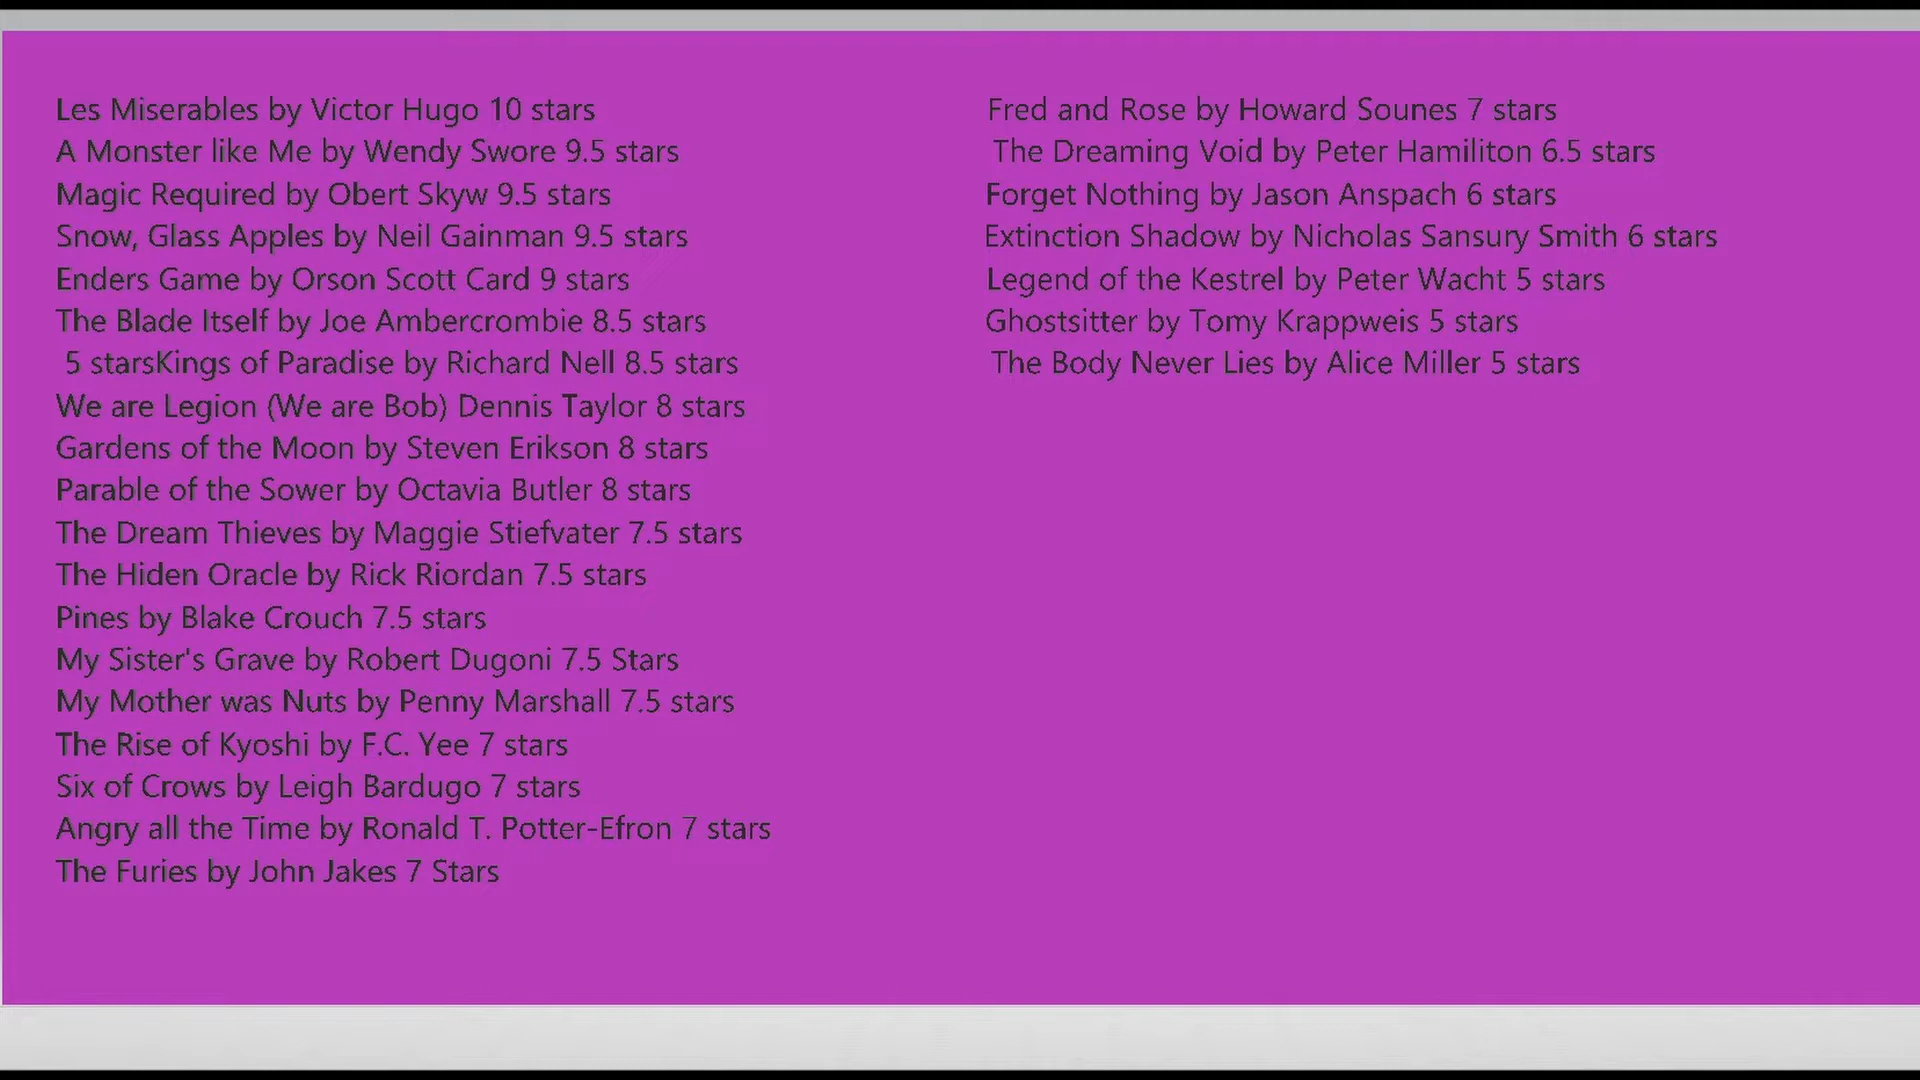 Les Miserables by Victor Hugo 10 stars
A Monster like Me by Wendy Swore 9.5 stars
Magic Required by Obert Skyw 9.5 stars
Snow, Glass Apples by Neil Gainman 9.5 stars
Enders Game by Orson Scott Card 9 stars
The Blade Itself by Joe Ambercrombie 8.5 stars
5 starsKings of Paradise by Richard Nell 8.5 stars
We are Legion (We are Bob) Dennis Taylor 8 stars
Gardens of the Moon by Steven Erikson 8 stars
Parable of the Sower by Octavia Butler 8 stars
The Dream Thieves by Maggie Stiefvater 7.5 stars
The Hiden Oracle by Rick Riordan 7.5 stars
Pines by Blake Crouch 7.5 stars
My Sister's Grave by Robert Dugoni 7.5 Stars
My Mother was Nuts by Penny Marshall 7.5 stars
The Rise of Kyoshi by F.C. Yee 7 stars
Six of Crows by Leigh Bardugo 7 stars
Angry all the Time by Ronald T. Potter-Efron 7 stars
The Furies by John Jakes 7 Stars
Fred and Rose by Howard Sounes 7 stars
The Dreaming Void by Peter Hamiliton 6.5 stars
Forget Nothing by Jason Anspach 6 stars
Extinction Shadow by Nicholas Sansury Smith 6 stars
Legend of the Kestrel by Peter Wacht 5 stars
Ghostsitter by Tomy Krappweis 5 stars
The Body Never Lies by Alice Miller 5 stars